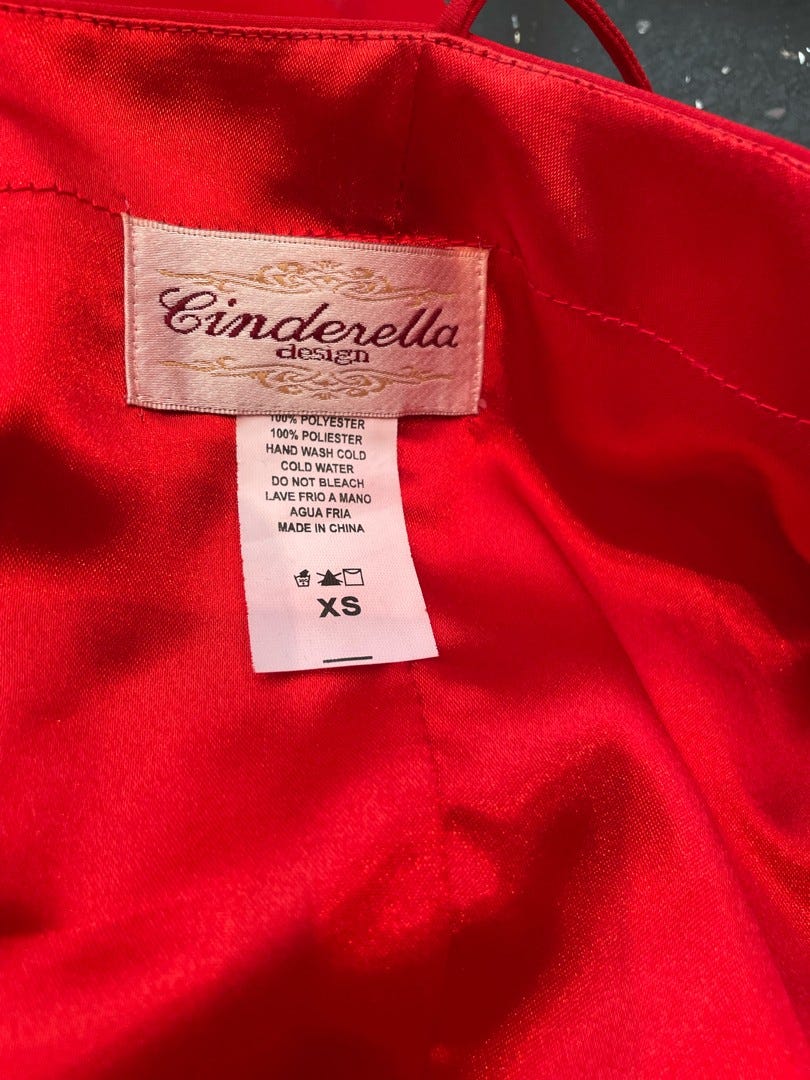 Cinderella
design
100% POLYESTER
100% POLIESTER
HAND WASH COLD
COLD WATER
DO NOT BLEACH
LAVE FRIO A MANO
AGUA FRIA
MADE IN CHINA
XS